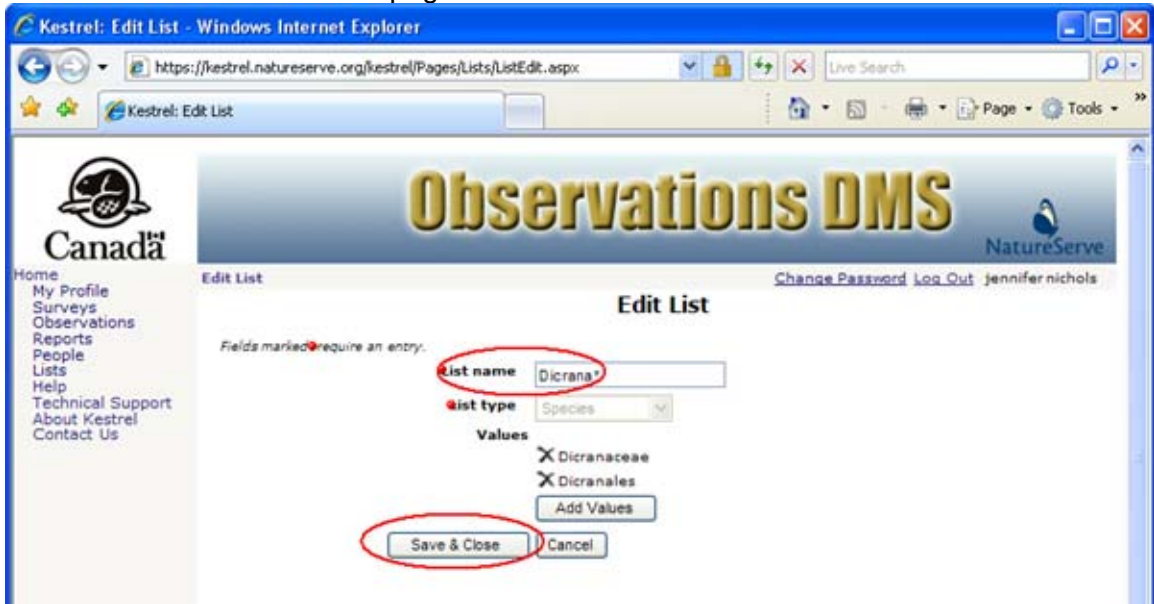 pag
Kestrel: Edit List - Windows Internet Explorer
https://kestrel.natureserve.org/kestrel/Pages/Lists/ListEdit.aspx
Live Search
Kestrel: Edit List
Page
Tools
»
Canada
Observations DMS
NatureServe
Home
My Profile
Surveys
Observations
Reports
People
Lists
Help
Technical Support
About Kestrel
Contact Us
Edit List
Change Password Log Out jennifer nichols
Edit List
Fields marked require an entry.
List name Dicrana*
List type Species
Values
Dicranaceae
Dicranales
Add Values
Save & Close Cancel